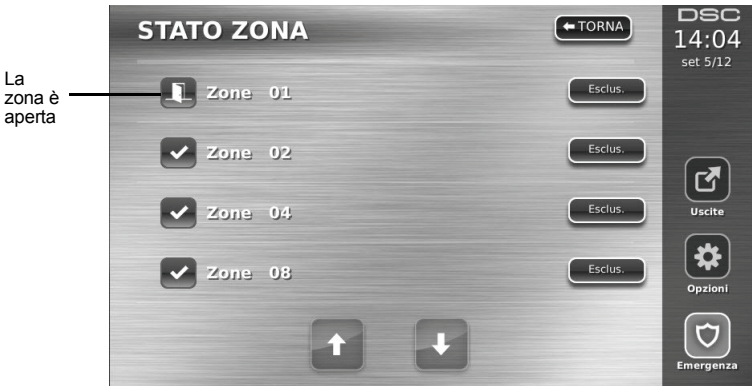 STATO ZONA
TORNA
DSC
14:04
set 5/12
La
zona è
aperta
Zone 01
Esclus.
Zone 02
Esclus.
Zone 04
Esclus.
Zone 08
Esclus.
Uscite
Opzioni
Emergenza